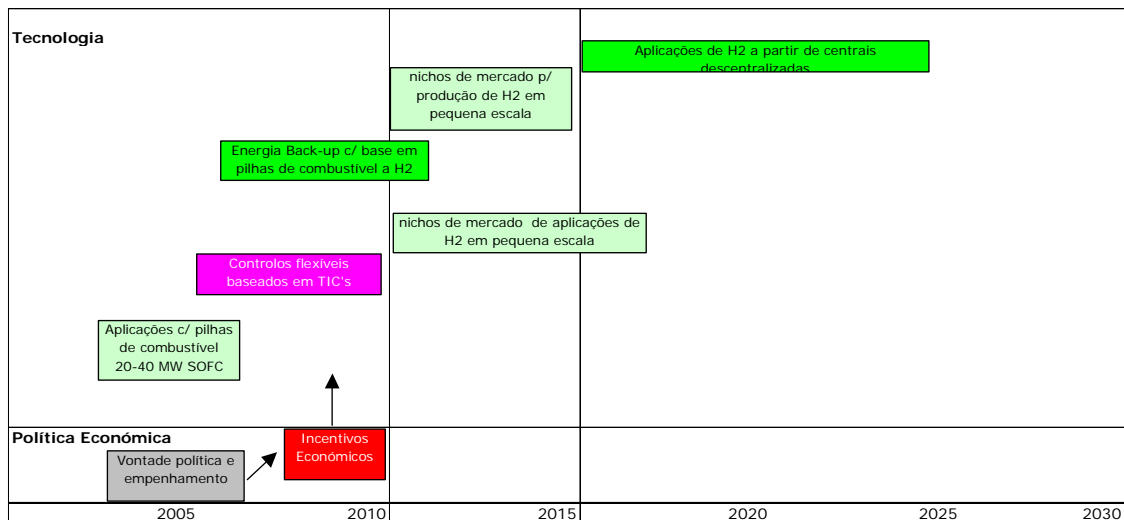 Tecnologia
Aplicações de H2 a partir de centrais
descentralizadas
nichos de mercado p/
produção de H2 em
pequena escala
Energia Back-up c/ base em
pilhas de combustível a H2
nichos de mercado de aplicações de
H2 em pequena escala
Controlos flexíveis
baseados em TIC's
Aplicações c/ pilhas
de combustível
20-40 MW SOFC
Política Económica
Incentivos
Económicos
Vontade política e
empenhamento
2005 2010 2015 2020 2025 2030